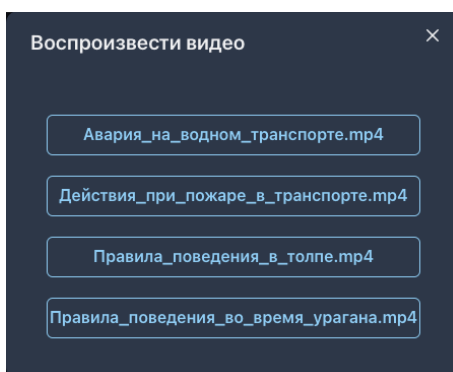 Воспроизвести видео
Авария_на_водном_транспорте.mp4
Действия_при_пожаре_в_транспорте.mp4
Правила_поведения_в_толпе.mp4
Правила_поведения_во_время_урагана.mp4